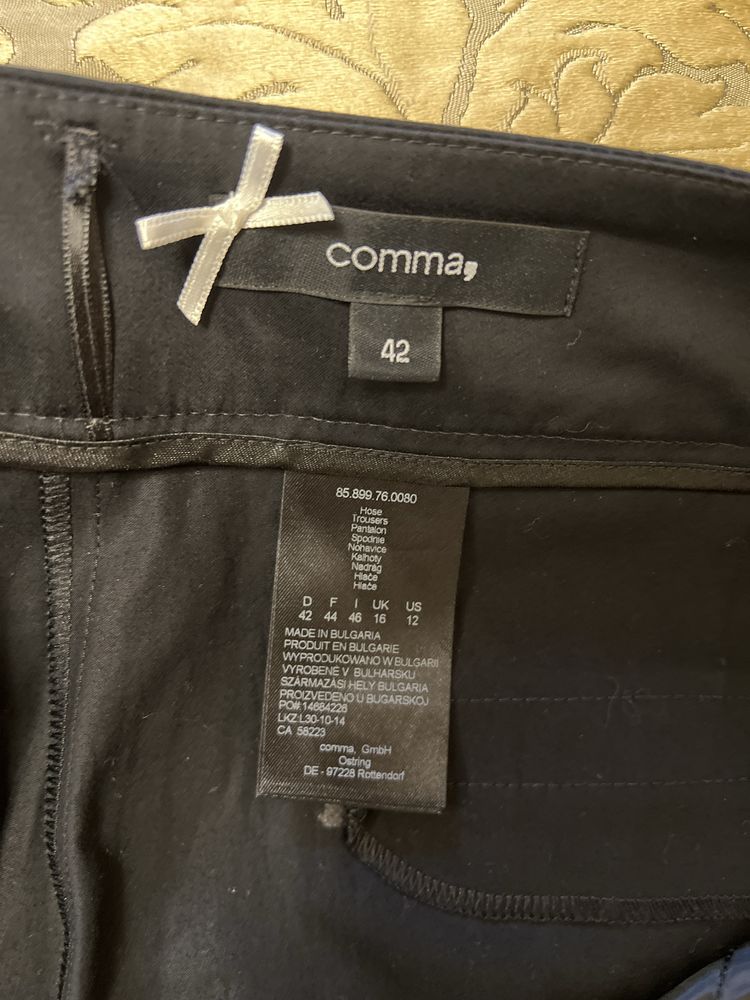 comma,
42
85.899.76.0080
Hose
Trousers
Pantalon
Spodnie
Nohavice
Kalhoty
Nadrág
Hlače
Hlače
D F I UK US
42 44 46 16 12
MADE IN BULGARIA
PRODUIT EN BULGARIE
WYPRODUKOWANO W BUŁGARII
VYROBENÉ V BULHARSKU
SZÁRMAZÁSI HELY BULGARIA
PROIZVEDENO U BUGARSKOJ
PO#:14684226
LKZ L30-10-14
CA 58223
comma, GmbH
Ostring
DE - 97228 Rottendorf